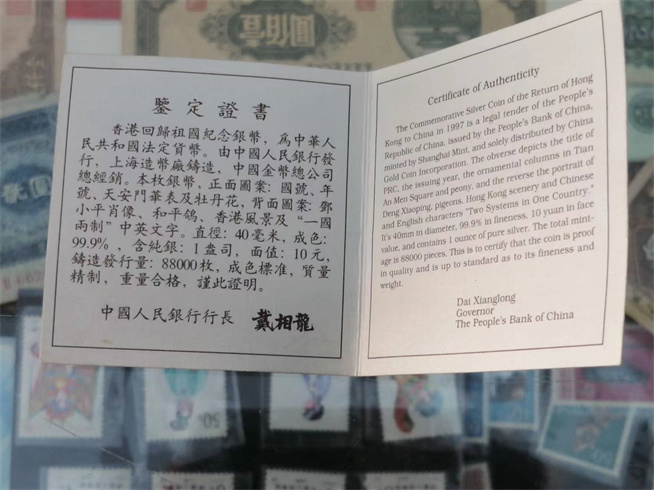 鑒定證書
香港回歸祖國紀念銀幣，為中華人
民共和國法定貨幣。由中國人民銀行發
行，上海造幣廠鑄造，中國金幣總公司
總經銷。本枚銀幣，正面圖案：國號、年
號、天安門華表及牡丹花，背面圖案：鄧
小平肖像、和平鴿、香港風景及“一國
兩制”中英文字。直徑：40毫米，成色：
99.9%，含純銀：1盎司，面值：10元，
鑄造發行量：88000枚，成色標准，質量
精制，重量合格，謹此證明。
中國人民銀行行長 戴相龍
Certificate of Authenticity
The Commemorative Silver Coin of the Return of Hong
Kong to China in 1997 is a legal tender of the People's
Republic of China, issued by the People's Bank of China,
minted by Shanghai Mint, and solely distributed by China
Gold Coin Incorporation. The obverse depicts the title of
PRC, the issuing year, the ornamental columns in Tian
An Men Square and peony, and the reverse the portrait of
Deng Xiaoping, pigeons, Hong Kong scenery and Chinese
and English characters "Two Systems in One Country."
It's 40mm in diameter, 99.9% in fineness, 10 yuan in face
value, and contains 1 ounce of pure silver. The total mint-
age is 88000 pieces. This is to certify that the coin is proof
in quality and is up to standard as to its fineness and
weight.
Dai Xianglong
Governor
The People's Bank of China
圓佰壹
50